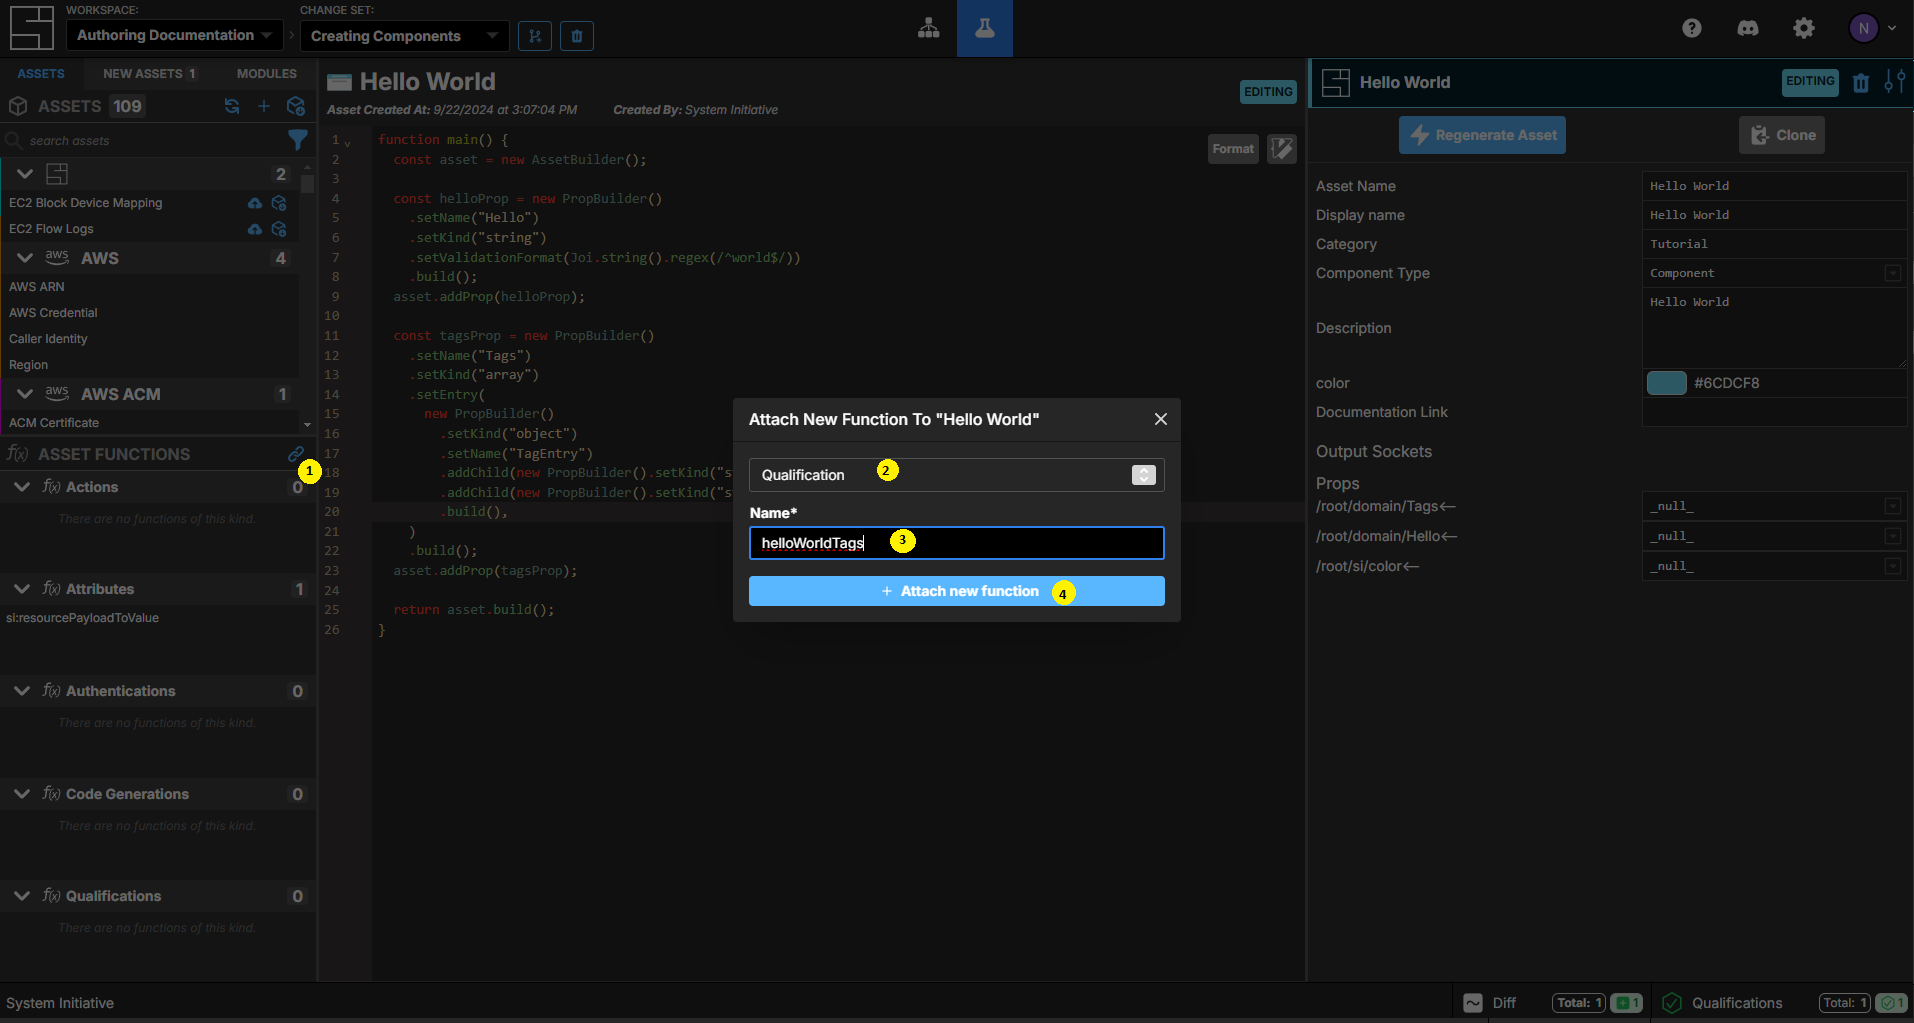 WORKSPACE:
Authoring Documentation
CHANGE SET:
Creating Components
N
ASSETS
NEW ASSETS 1
MODULES
ASSETS 109
search assets
2
EC2 Block Device Mapping
EC2 Flow Logs
aws AWS 4
AWS ARN
AWS Credential
Caller Identity
Region
aws AWS ACM 1
ACM Certificate
f(x) ASSET FUNCTIONS
1
f(x) Actions 0
There are no functions of this kind.
f(x) Attributes 1
si:resourcePayloadToValue
f(x) Authentications 0
There are no functions of this kind.
f(x) Code Generations 0
There are no functions of this kind.
f(x) Qualifications 0
There are no functions of this kind.
Hello World
EDITING
Asset Created At: 9/22/2024 at 3:07:04 PM Created By: System Initiative
Format
1 function main() {
2 const asset = new AssetBuilder();
3
4 const helloProp = new PropBuilder()
5 .setName("Hello")
6 .setKind("string")
7 .setValidationFormat(Joi.string().regex(/^world$/))
8 .build();
9 asset.addProp(helloProp);
10
11 const tagsProp = new PropBuilder()
12 .setName("Tags")
13 .setKind("array")
14 .setEntry(
15 new PropBuilder()
16 .setKind("object")
17 .setName("TagEntry")
18 .addChild(new PropBuilder().setKind("s
19 .addChild(new PropBuilder().setKind("s
20 .build(),
21 )
22 .build();
23 asset.addProp(tagsProp);
24
25 return asset.build();
26 }
Attach New Function To "Hello World"
Qualification 2
Name*
helloWorldTags 3
+ Attach new function 4
Hello World
EDITING
Regenerate Asset
Clone
Asset Name Hello World
Display name Hello World
Category Tutorial
Component Type Component
Description Hello World
color #6CDCF8
Documentation Link
Output Sockets
Props
/root/domain/Tags← _null_
/root/domain/Hello← _null_
/root/si/color← _null_
System Initiative
Diff Total: 1 1
Qualifications Total: 1 1